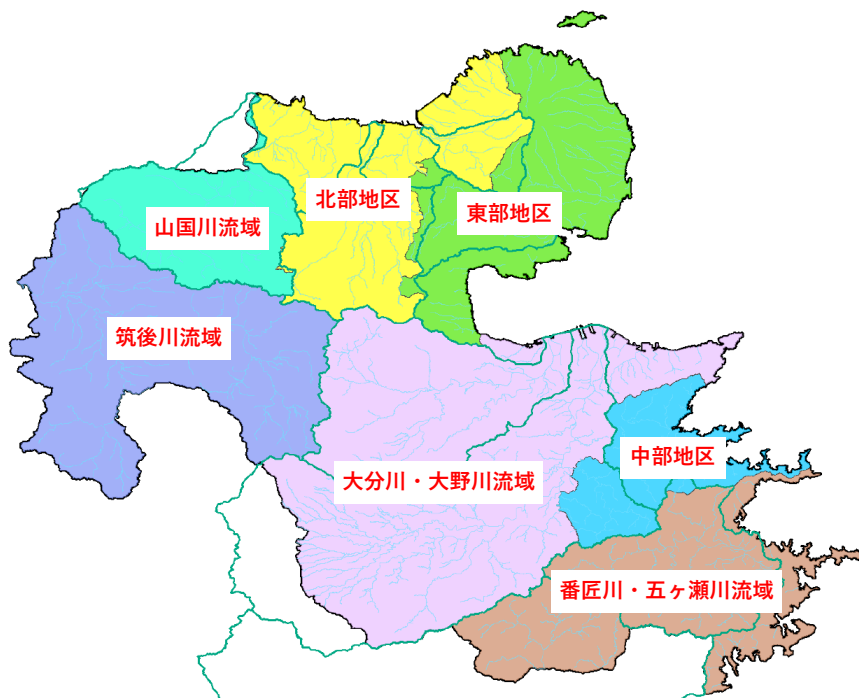 北部地区
東部地区
山国川流域
筑後川流域
中部地区
大分川・大野川流域
番匠川・五ヶ瀬川流域